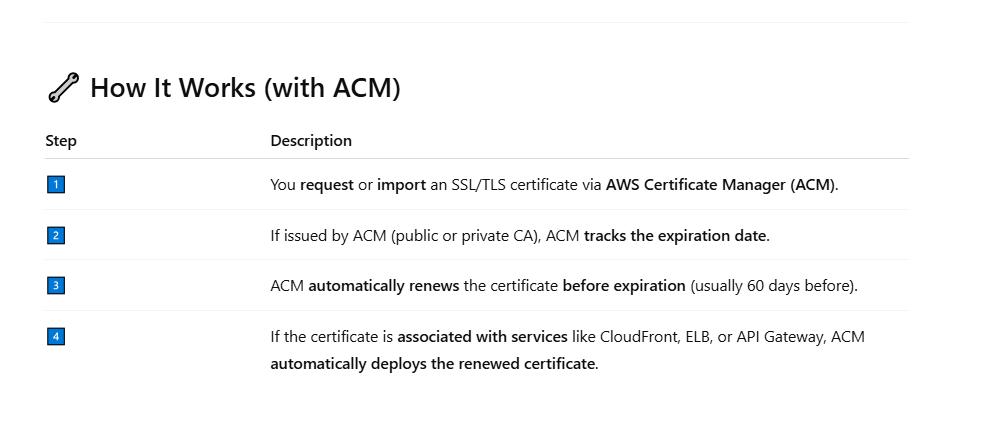 🔧 How It Works (with ACM)
Step Description
1 You request or import an SSL/TLS certificate via AWS Certificate Manager (ACM).
2 If issued by ACM (public or private CA), ACM tracks the expiration date.
3 ACM automatically renews the certificate before expiration (usually 60 days before).
4 If the certificate is associated with services like CloudFront, ELB, or API Gateway, ACM
automatically deploys the renewed certificate.